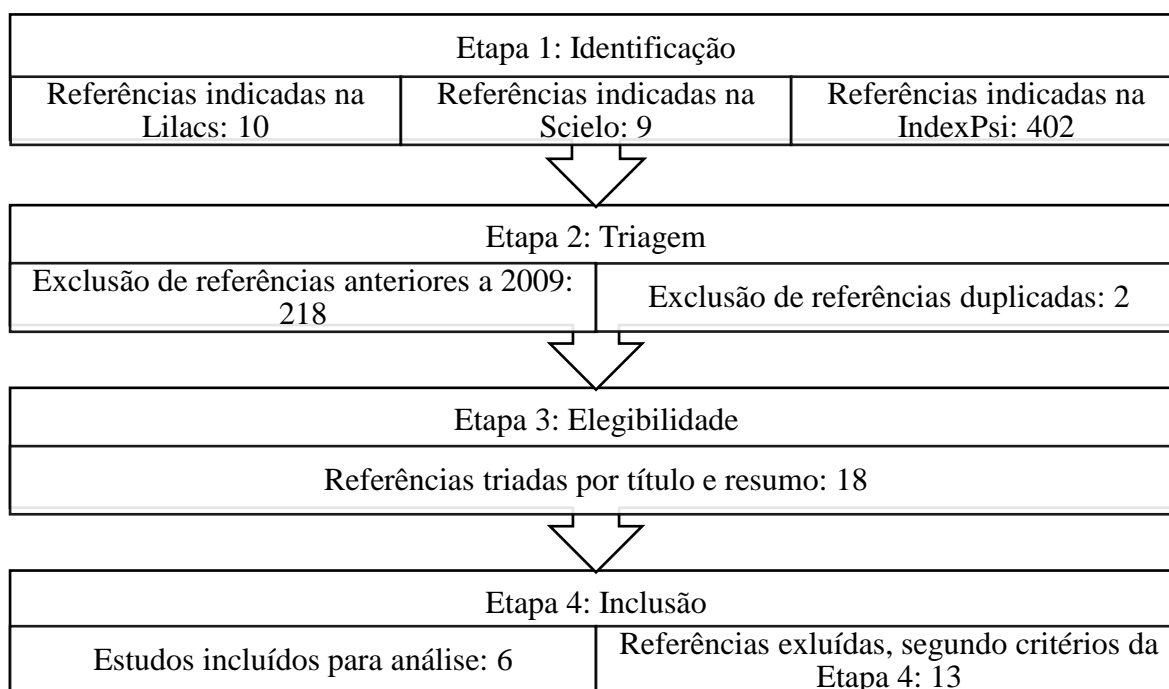 Etapa 1: Identificação
Referências indicadas na
Lilacs: 10
Referências indicadas na
Scielo: 9
Referências indicadas na
IndexPsi: 402
Etapa 2: Triagem
Exclusão de referências anteriores a 2009:
218
Exclusão de referências duplicadas: 2
Etapa 3: Elegibilidade
Referências triadas por título e resumo: 18
Etapa 4: Inclusão
Estudos incluídos para análise: 6
Referências exluídas, segundo critérios da
Etapa 4: 13